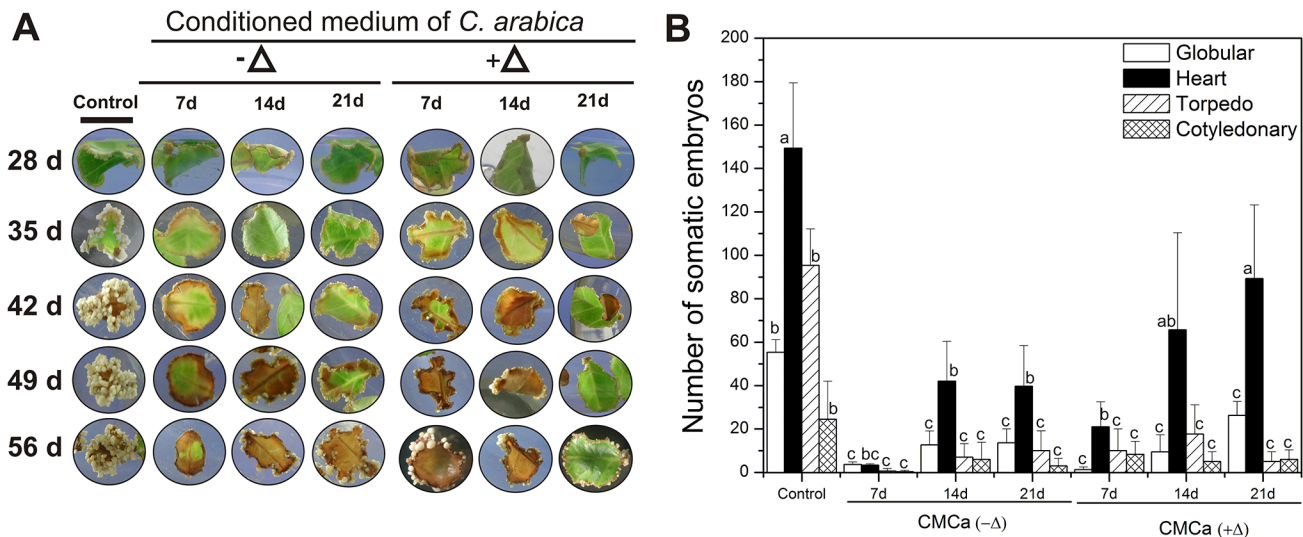 A
Conditioned medium of C. arabica
-Δ
+Δ
Control
7d
14d
21d
7d
14d
21d
28 d
35 d
42 d
49 d
56 d
B
Number of somatic embryos
200
180
160
140
120
100
80
60
40
20
0
Globular
Heart
Torpedo
Cotyledonary
b
a
b
b
c
bc
c
c
c
b
c
c
c
b
c
c
c
b
c
c
c
ab
c
c
c
a
c
c
Control
7d
14d
21d
7d
14d
21d
CMCa (−Δ)
CMCa (+Δ)